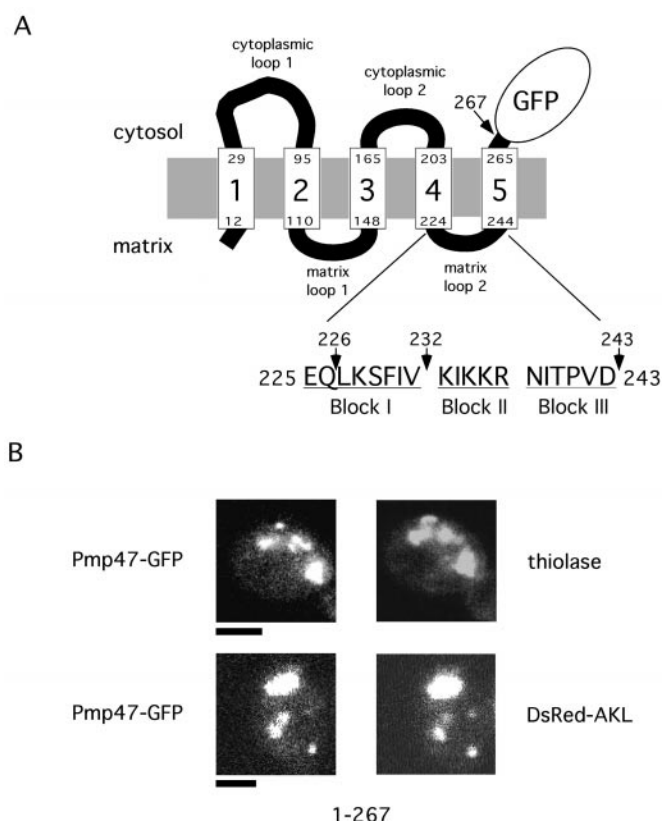 A
cytoplasmic
loop 1
cytoplasmic
loop 2
267
GFP
cytosol
29 95 165 203 265
1 2 3 4 5
12 110 148 224 244
matrix
matrix
loop 1
matrix
loop 2
226 232 243
225 EQLKSFIV KIKKR NITPVD 243
Block I Block II Block III
B
Pmp47-GFP thiolase
Pmp47-GFP DsRed-AKL
1-267